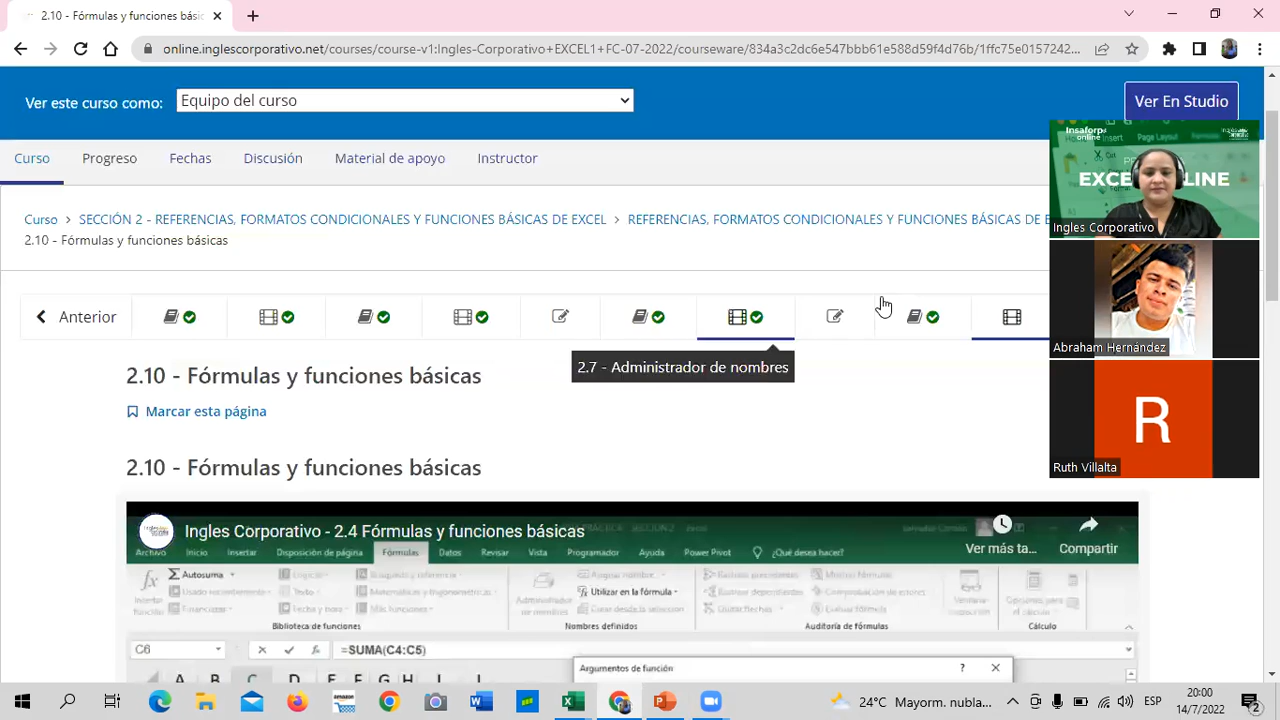 2.10 - Fórmulas y funciones básic
online.inglescorporativo.net/courses/course-v1:Ingles-Corporativo+EXCEL1+FC-07-2022/courseware/834a3c2dc6e547bbb61e588d59f4d76b/1ffc75e0157242...
Ver este curso como:
Equipo del curso
Ver En Studio
Curso
Progreso
Fechas
Discusión
Material de apoyo
Instructor
Curso > SECCIÓN 2 - REFERENCIAS, FORMATOS CONDICIONALES Y FUNCIONES BÁSICAS DE EXCEL > REFERENCIAS, FORMATOS CONDICIONALES Y FUNCIONES BÁSICAS DE E
2.10 - Fórmulas y funciones básicas
Insaforp
online
EXCE
LINE
Ingles Corporativo
Abraham Hernández
R
Ruth Villalta
Anterior
2.7 - Administrador de nombres
2.10 - Fórmulas y funciones básicas
Marcar esta página
2.10 - Fórmulas y funciones básicas
Ingles Corporativo - 2.4 Fórmulas y funciones básicas
Ver más ta...
Compartir
Archivo Inicio Insertar Disposición de página Fórmulas Datos Revisar Vista Programador Ayuda Power Pivot ¿Qué desea hacer?
Autosuma
Utilizar en la fórmula
Biblioteca de funciones
Nombres definidos
Auditoría de fórmulas
Cálculo
C6
=SUMA(C4:C5)
Argumentos de función
? ×
A B C D E F G H
24°C Mayorm. nubla...
ESP
20:00
14/7/2022
2